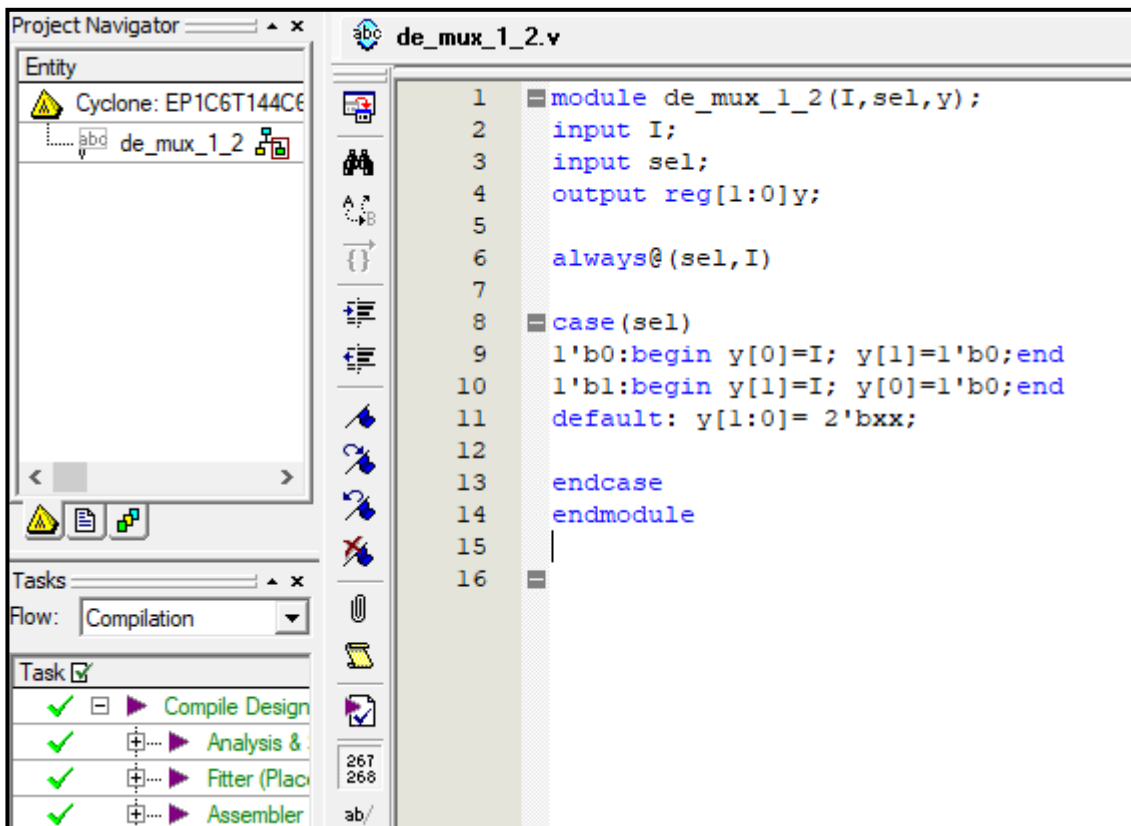 Project Navigator
Entity
Cyclone: EP1C6T144C6
abd de_mux_1_2
abc de_mux_1_2.v
1 module de_mux_1_2(I,sel,y);
2 input I;
3 input sel;
4 output reg[1:0]y;
5
6 always@(sel,I)
7
8 case(sel)
9 1'b0:begin y[0]=I; y[1]=1'b0;end
10 1'b1:begin y[1]=I; y[0]=1'b0;end
11 default: y[1:0]= 2'bxx;
12
13 endcase
14 endmodule
15
16
A
B
{}
267
268
ab/
Tasks
Flow: Compilation
Task
Compile Design
Analysis &
Fitter (Plac
Assembler